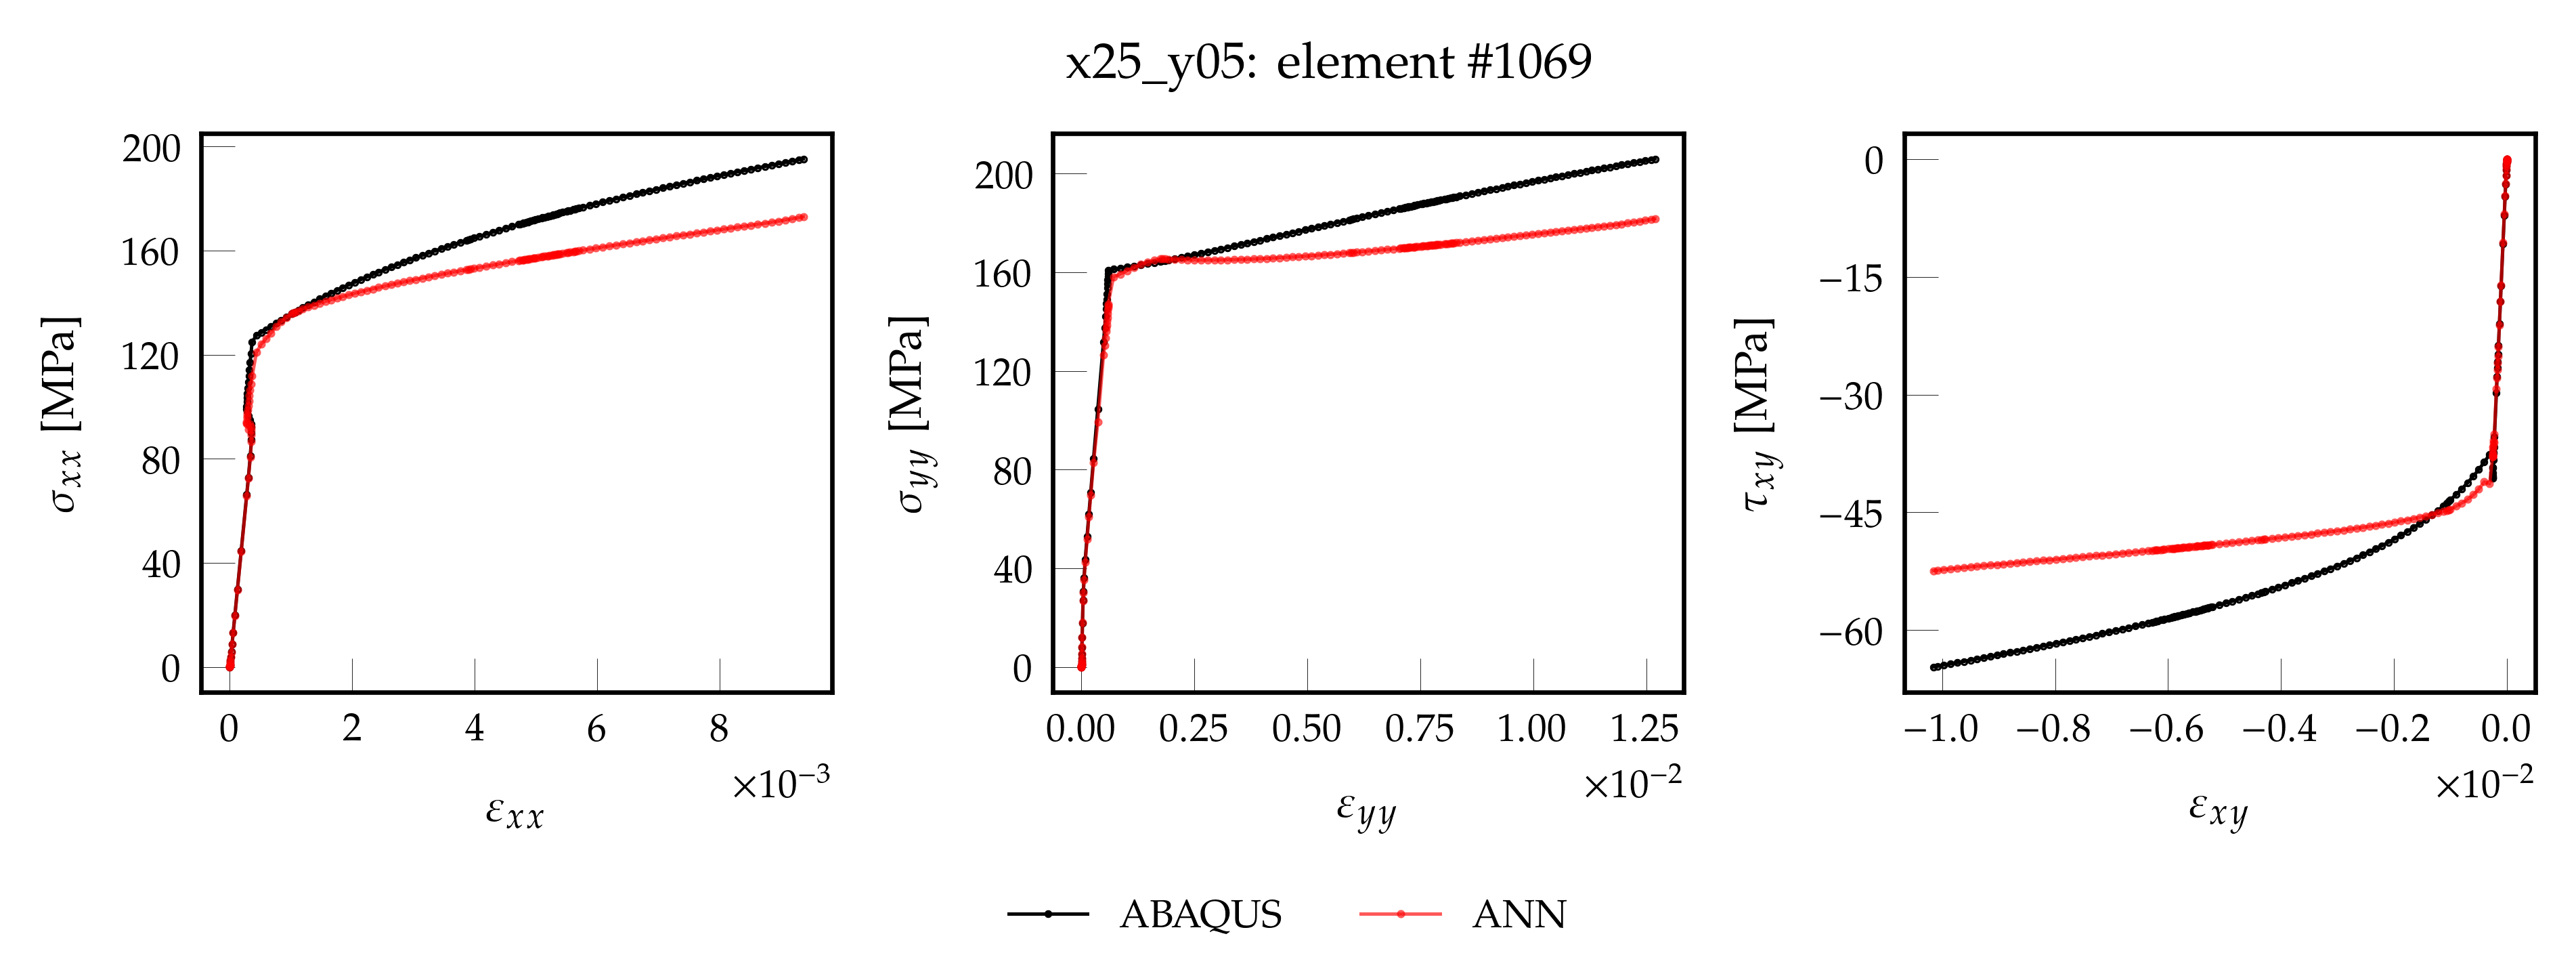 x25_y05: element #1069
σxx [MPa]
200
160
120
80
40
0
0 2 4 6 8
×10−3
εxx
σyy [MPa]
200
160
120
80
40
0
0.00 0.25 0.50 0.75 1.00 1.25
×10−2
εyy
τxy [MPa]
0
−15
−30
−45
−60
−1.0 −0.8 −0.6 −0.4 −0.2 0.0
×10−2
εxy
ABAQUS ANN